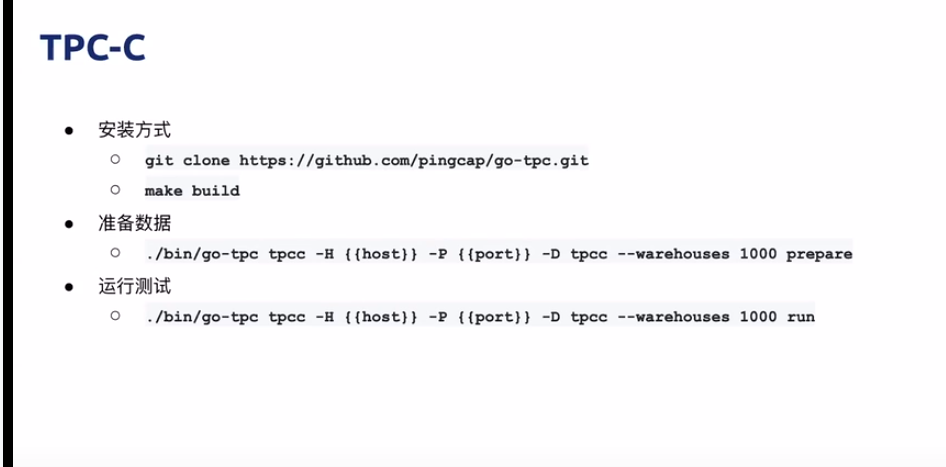 TPC-C
● 安装方式
○ git clone https://github.com/pingcap/go-tpc.git
○ make build
● 准备数据
○ ./bin/go-tpc tpcc -H {{host}} -P {{port}} -D tpcc --warehouses 1000 prepare
● 运行测试
○ ./bin/go-tpc tpcc -H {{host}} -P {{port}} -D tpcc --warehouses 1000 run